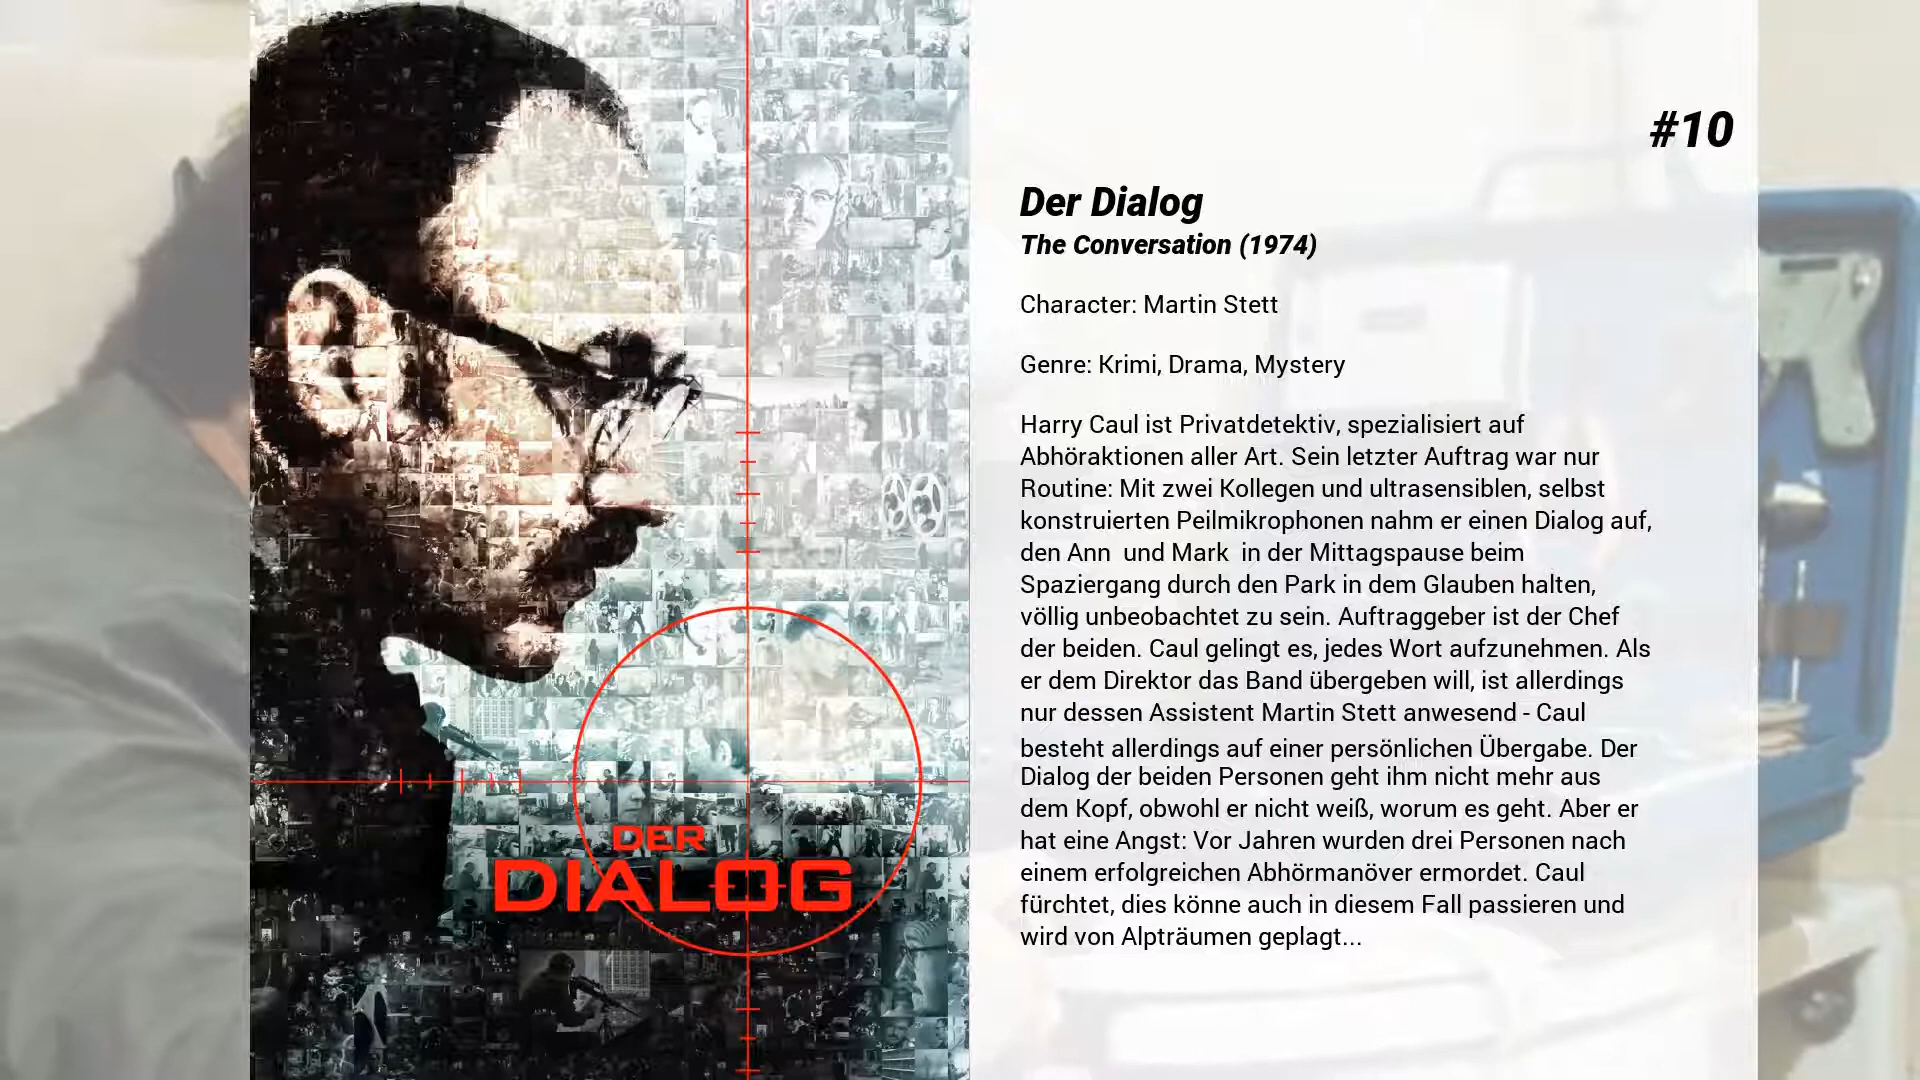 DER
DIALOG
#10
Der Dialog
The Conversation (1974)
Character: Martin Stett
Genre: Krimi, Drama, Mystery
Harry Caul ist Privatdetektiv, spezialisiert auf
Abhöraktionen aller Art. Sein letzter Auftrag war nur
Routine: Mit zwei Kollegen und ultrasensiblen, selbst
konstruierten Peilmikrophonen nahm er einen Dialog auf,
den Ann  und Mark  in der Mittagspause beim
Spaziergang durch den Park in dem Glauben halten,
völlig unbeobachtet zu sein. Auftraggeber ist der Chef
der beiden. Caul gelingt es, jedes Wort aufzunehmen. Als
er dem Direktor das Band übergeben will, ist allerdings
nur dessen Assistent Martin Stett anwesend - Caul
besteht allerdings auf einer persönlichen Übergabe. Der
Dialog der beiden Personen geht ihm nicht mehr aus
dem Kopf, obwohl er nicht weiß, worum es geht. Aber er
hat eine Angst: Vor Jahren wurden drei Personen nach
einem erfolgreichen Abhörmanöver ermordet. Caul
fürchtet, dies könne auch in diesem Fall passieren und
wird von Alpträumen geplagt...